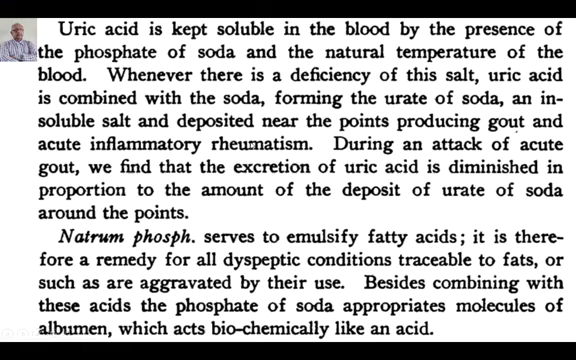 Uric acid is kept soluble in the blood by the presence of
the phosphate of soda and the natural temperature of the
blood. Whenever there is a deficiency of this salt, uric acid
is combined with the soda, forming the urate of soda, an in-
soluble salt and deposited near the points producing gout and
acute inflammatory rheumatism. During an attack of acute
gout, we find that the excretion of uric acid is diminished in
proportion to the amount of the deposit of urate of soda
around the points.
Natrum phosph. serves to emulsify fatty acids; it is there-
fore a remedy for all dyspeptic conditions traceable to fats, or
such as are aggravated by their use. Besides combining with
these acids the phosphate of soda appropriates molecules of
albumen, which acts bio-chemically like an acid.